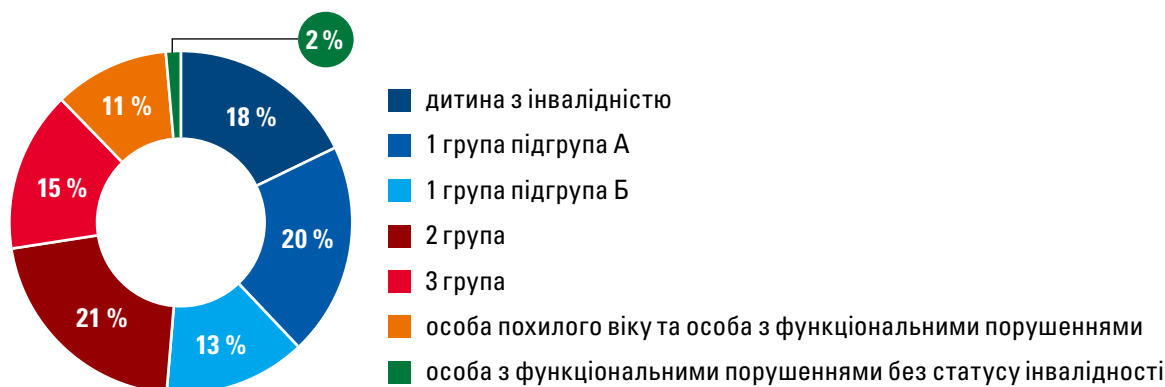 2 %
18 %
20 %
13 %
21 %
15 %
11 %
дитина з інвалідністю
1 група підгрупа А
1 група підгрупа Б
2 група
3 група
особа похилого віку та особа з функціональними порушеннями
особа з функціональними порушеннями без статусу інвалідності